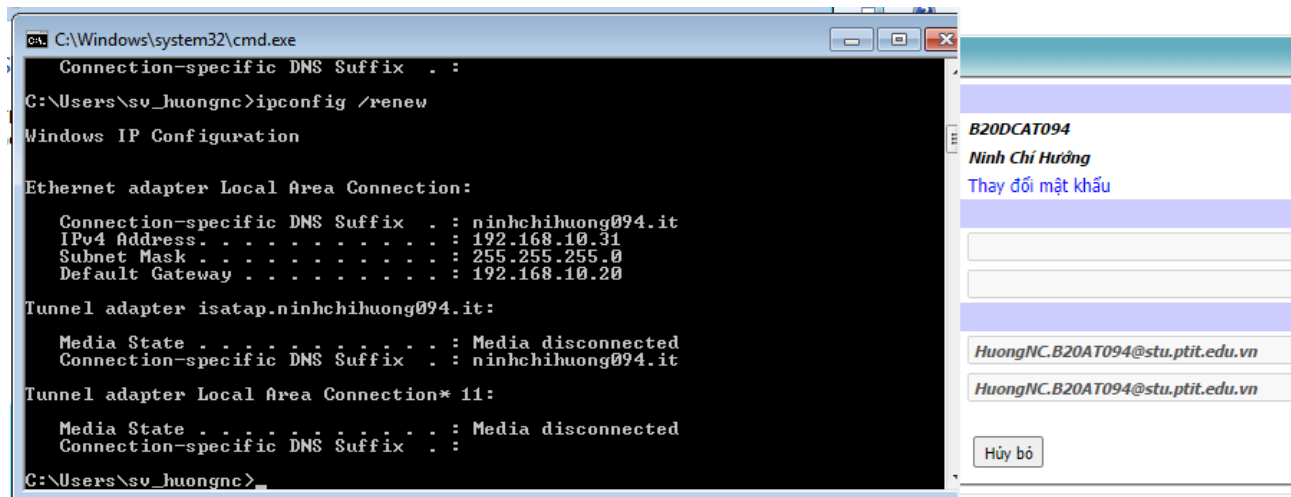 C:\Windows\system32\cmd.exe
Connection-specific DNS Suffix  . :
C:\Users\sv_huongnc>ipconfig /renew
Windows IP Configuration
Ethernet adapter Local Area Connection:
Connection-specific DNS Suffix  . : ninhchihuong094.it
IPv4 Address. . . . . . . . . . . : 192.168.10.31
Subnet Mask . . . . . . . . . . . : 255.255.255.0
Default Gateway . . . . . . . . . : 192.168.10.20
Tunnel adapter isatap.ninhchihuong094.it:
Media State . . . . . . . . . . . : Media disconnected
Connection-specific DNS Suffix  . : ninhchihuong094.it
Tunnel adapter Local Area Connection* 11:
Media State . . . . . . . . . . . : Media disconnected
Connection-specific DNS Suffix  . :
C:\Users\sv_huongnc>_
B20DCAT094
Ninh Chí Hướng
Thay đổi mật khẩu
HuongNC.B20AT094@stu.ptit.edu.vn
HuongNC.B20AT094@stu.ptit.edu.vn
Hủy bỏ